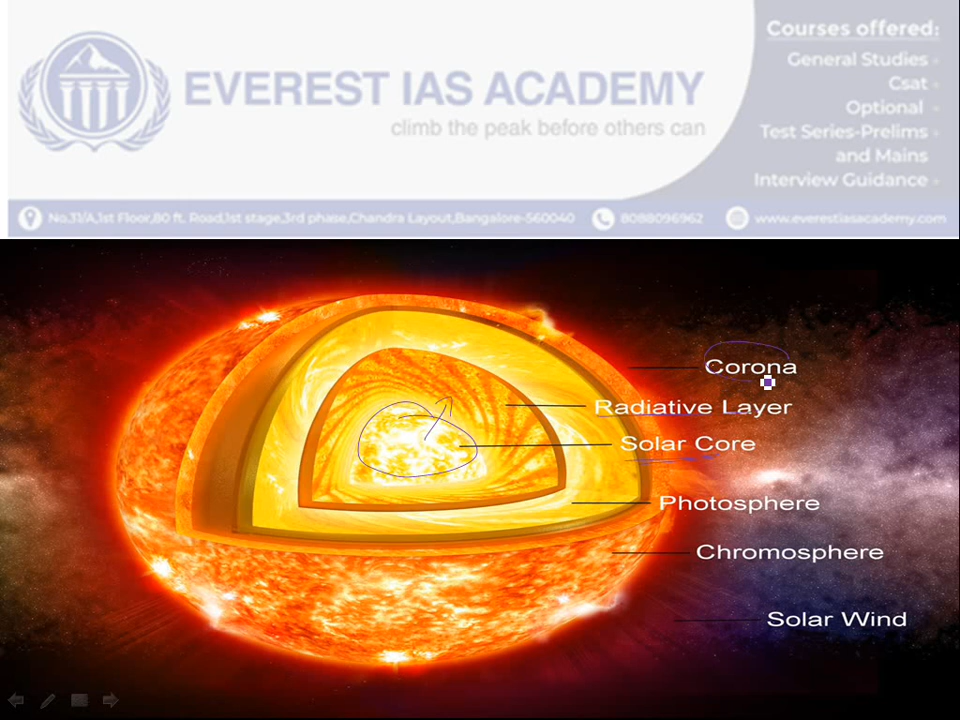 EVEREST IAS ACADEMY
climb the peak before others can
Courses offered:
General Studies
Csat
Optional
Test Series-Prelims
and Mains
Interview Guidance
No.31/A,1st Floor,80 ft. Road,1st stage,3rd phase,Chandra Layout,Bangalore-560040
8088096962
www.everestiasacademy.com
Corona
Radiative Layer
Solar Core
Photosphere
Chromosphere
Solar Wind